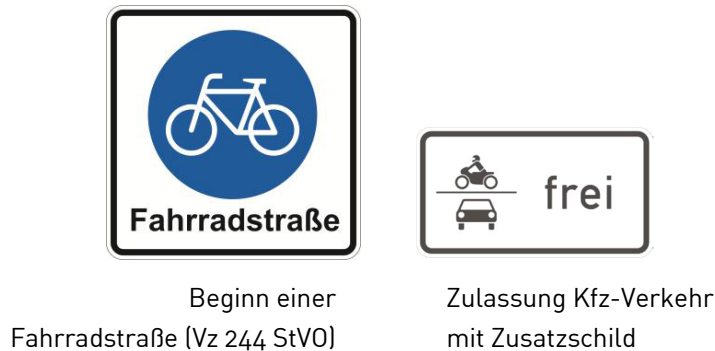 Fahrradstraße
frei
Beginn einer
Fahrradstraße (Vz 244 StVO)
Zulassung Kfz-Verkehr
mit Zusatzschild